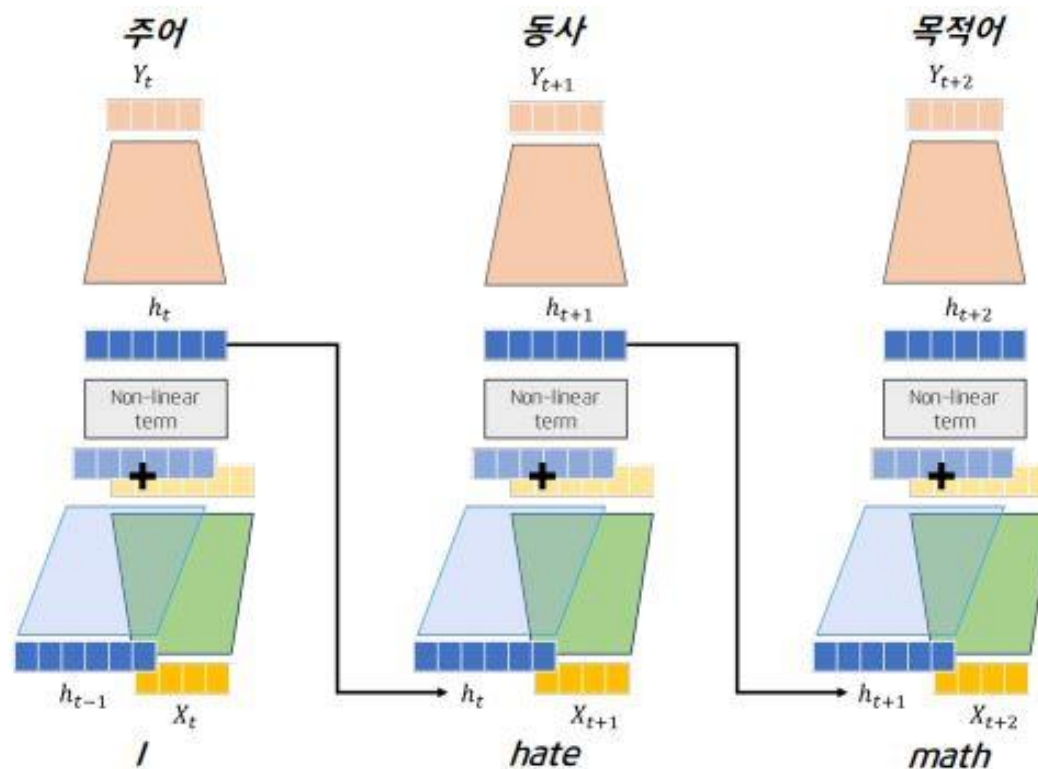 주어 동사 목적어
Y_t Y_{t+1} Y_{t+2}
h_t h_{t+1} h_{t+2}
Non-linear Non-linear Non-linear
term term term
+ + +
h_{t-1} h_t h_{t+1}
X_t X_{t+1} X_{t+2}
I hate math